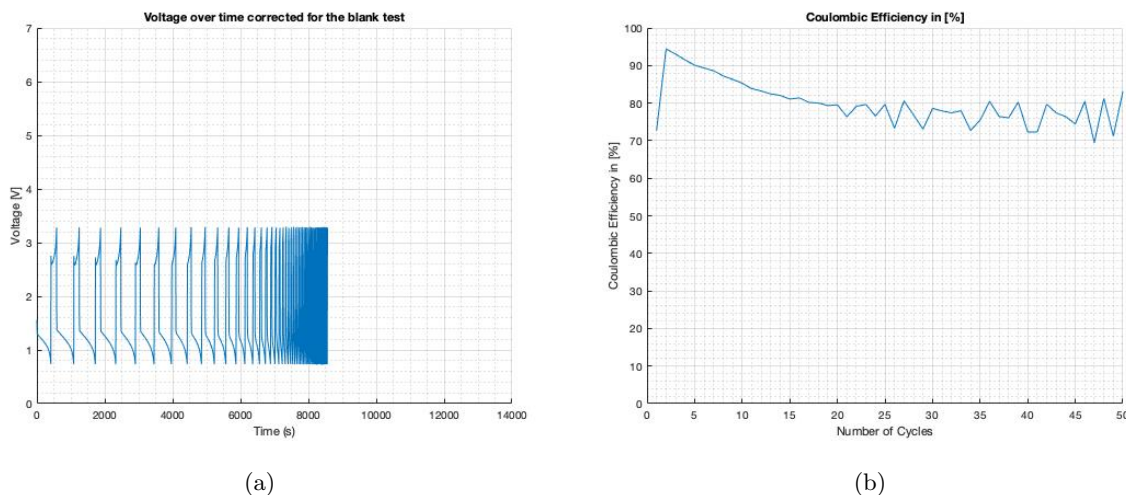 Voltage over time corrected for the blank test
7
6
5
4
3
2
1
0
Voltage [V]
0 2000 4000 6000 8000 10000 12000 14000
Time (s)
(a)
Coulombic Efficiency in [%]
100
90
80
70
60
50
40
30
20
10
0
Coulombic Efficiency in [%]
0 5 10 15 20 25 30 35 40 45 50
Number of Cycles
(b)